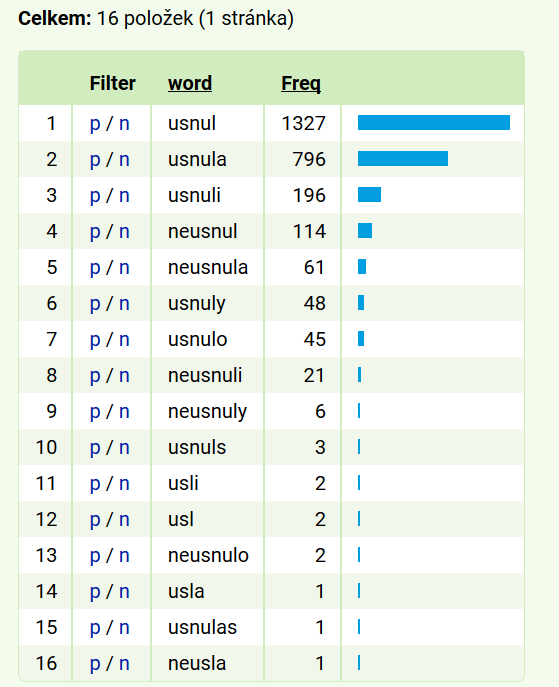 Celkem: 16 položek (1 stránka)
Filter word Freq
1 p / n usnul 1327
2 p / n usnula 796
3 p / n usnuli 196
4 p / n neusnul 114
5 p / n neusnula 61
6 p / n usnuly 48
7 p / n usnulo 45
8 p / n neusnuli 21
9 p / n neusnuly 6
10 p / n usnuls 3
11 p / n usli 2
12 p / n usl 2
13 p / n neusnulo 2
14 p / n usla 1
15 p / n usnulas 1
16 p / n neusla 1